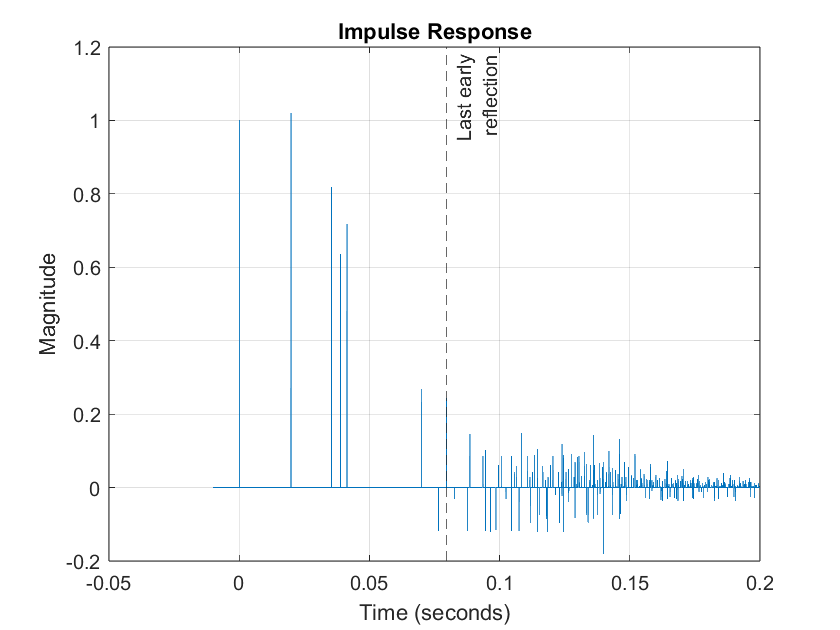 Impulse Response
1.2
1
0.8
0.6
0.4
0.2
0
-0.2
Magnitude
Last early
reflection
-0.05
0
0.05
0.1
0.15
0.2
Time (seconds)